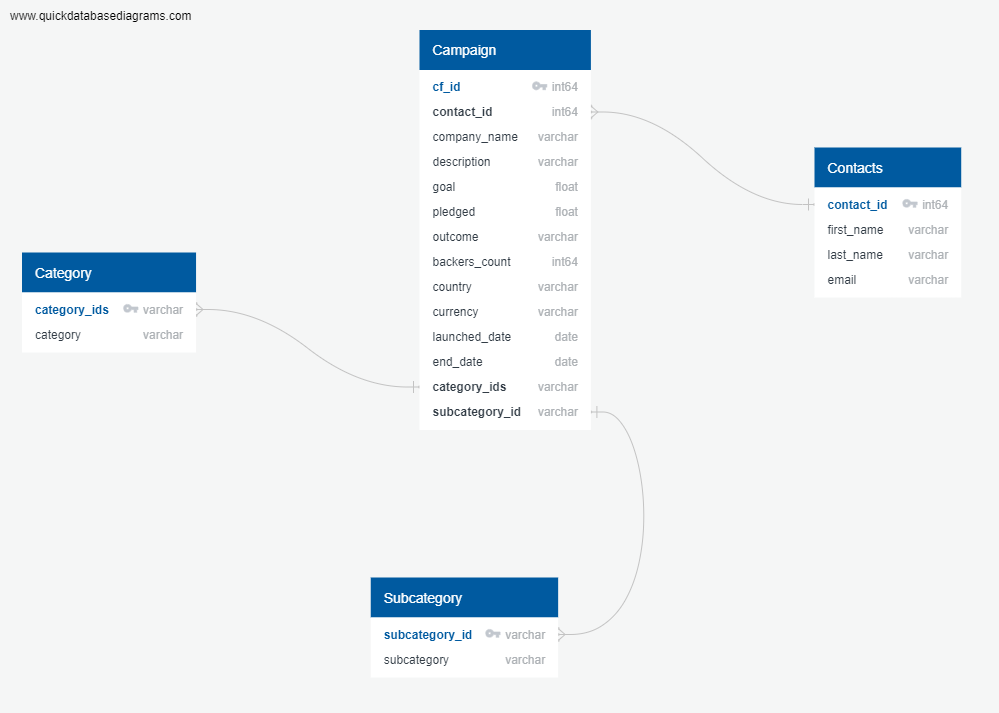 www.quickdatabasediagrams.com
Campaign
cf_id int64
contact_id int64
company_name varchar
description varchar
goal float
pledged float
outcome varchar
backers_count int64
country varchar
currency varchar
launched_date date
end_date date
category_ids varchar
subcategory_id varchar
Contacts
contact_id int64
first_name varchar
last_name varchar
email varchar
Category
category_ids varchar
category varchar
Subcategory
subcategory_id varchar
subcategory varchar